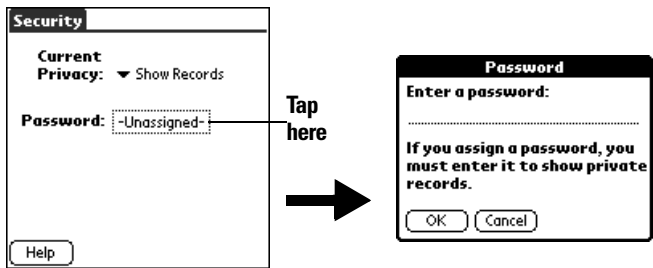 Security
Current
Privacy: Show Records
Password: -Unassigned-
Help
Tap
here
Password
Enter a password:
If you assign a password, you
must enter it to show private
records.
OK Cancel